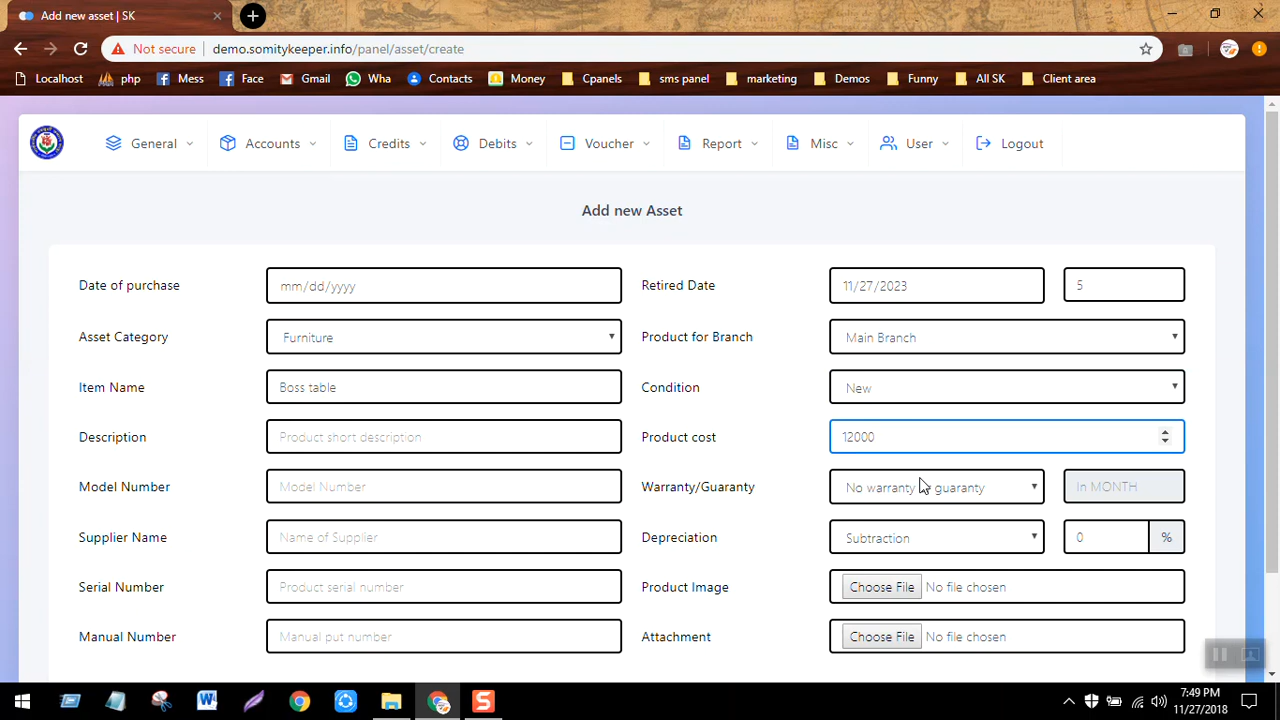 Add new asset | SK
Not secure demo.somitykeeper.info/panel/asset/create
Localhost php Mess Face Gmail Wha Contacts Money Cpanels sms panel marketing Demos Funny All SK Client area
General Accounts Credits Debits Voucher Report Misc User Logout
Add new Asset
Date of purchase mm/dd/yyyy Retired Date 11/27/2023 5
Asset Category Furniture Product for Branch Main Branch
Item Name Boss table Condition New
Description Product short description Product cost 12000
Model Number Model Number Warranty/Guaranty No warranty guaranty In MONTH
Supplier Name Name of Supplier Depreciation Subtraction 0 %
Serial Number Product serial number Product Image Choose File No file chosen
Manual Number Manual put number Attachment Choose File No file chosen
7:49 PM
11/27/2018